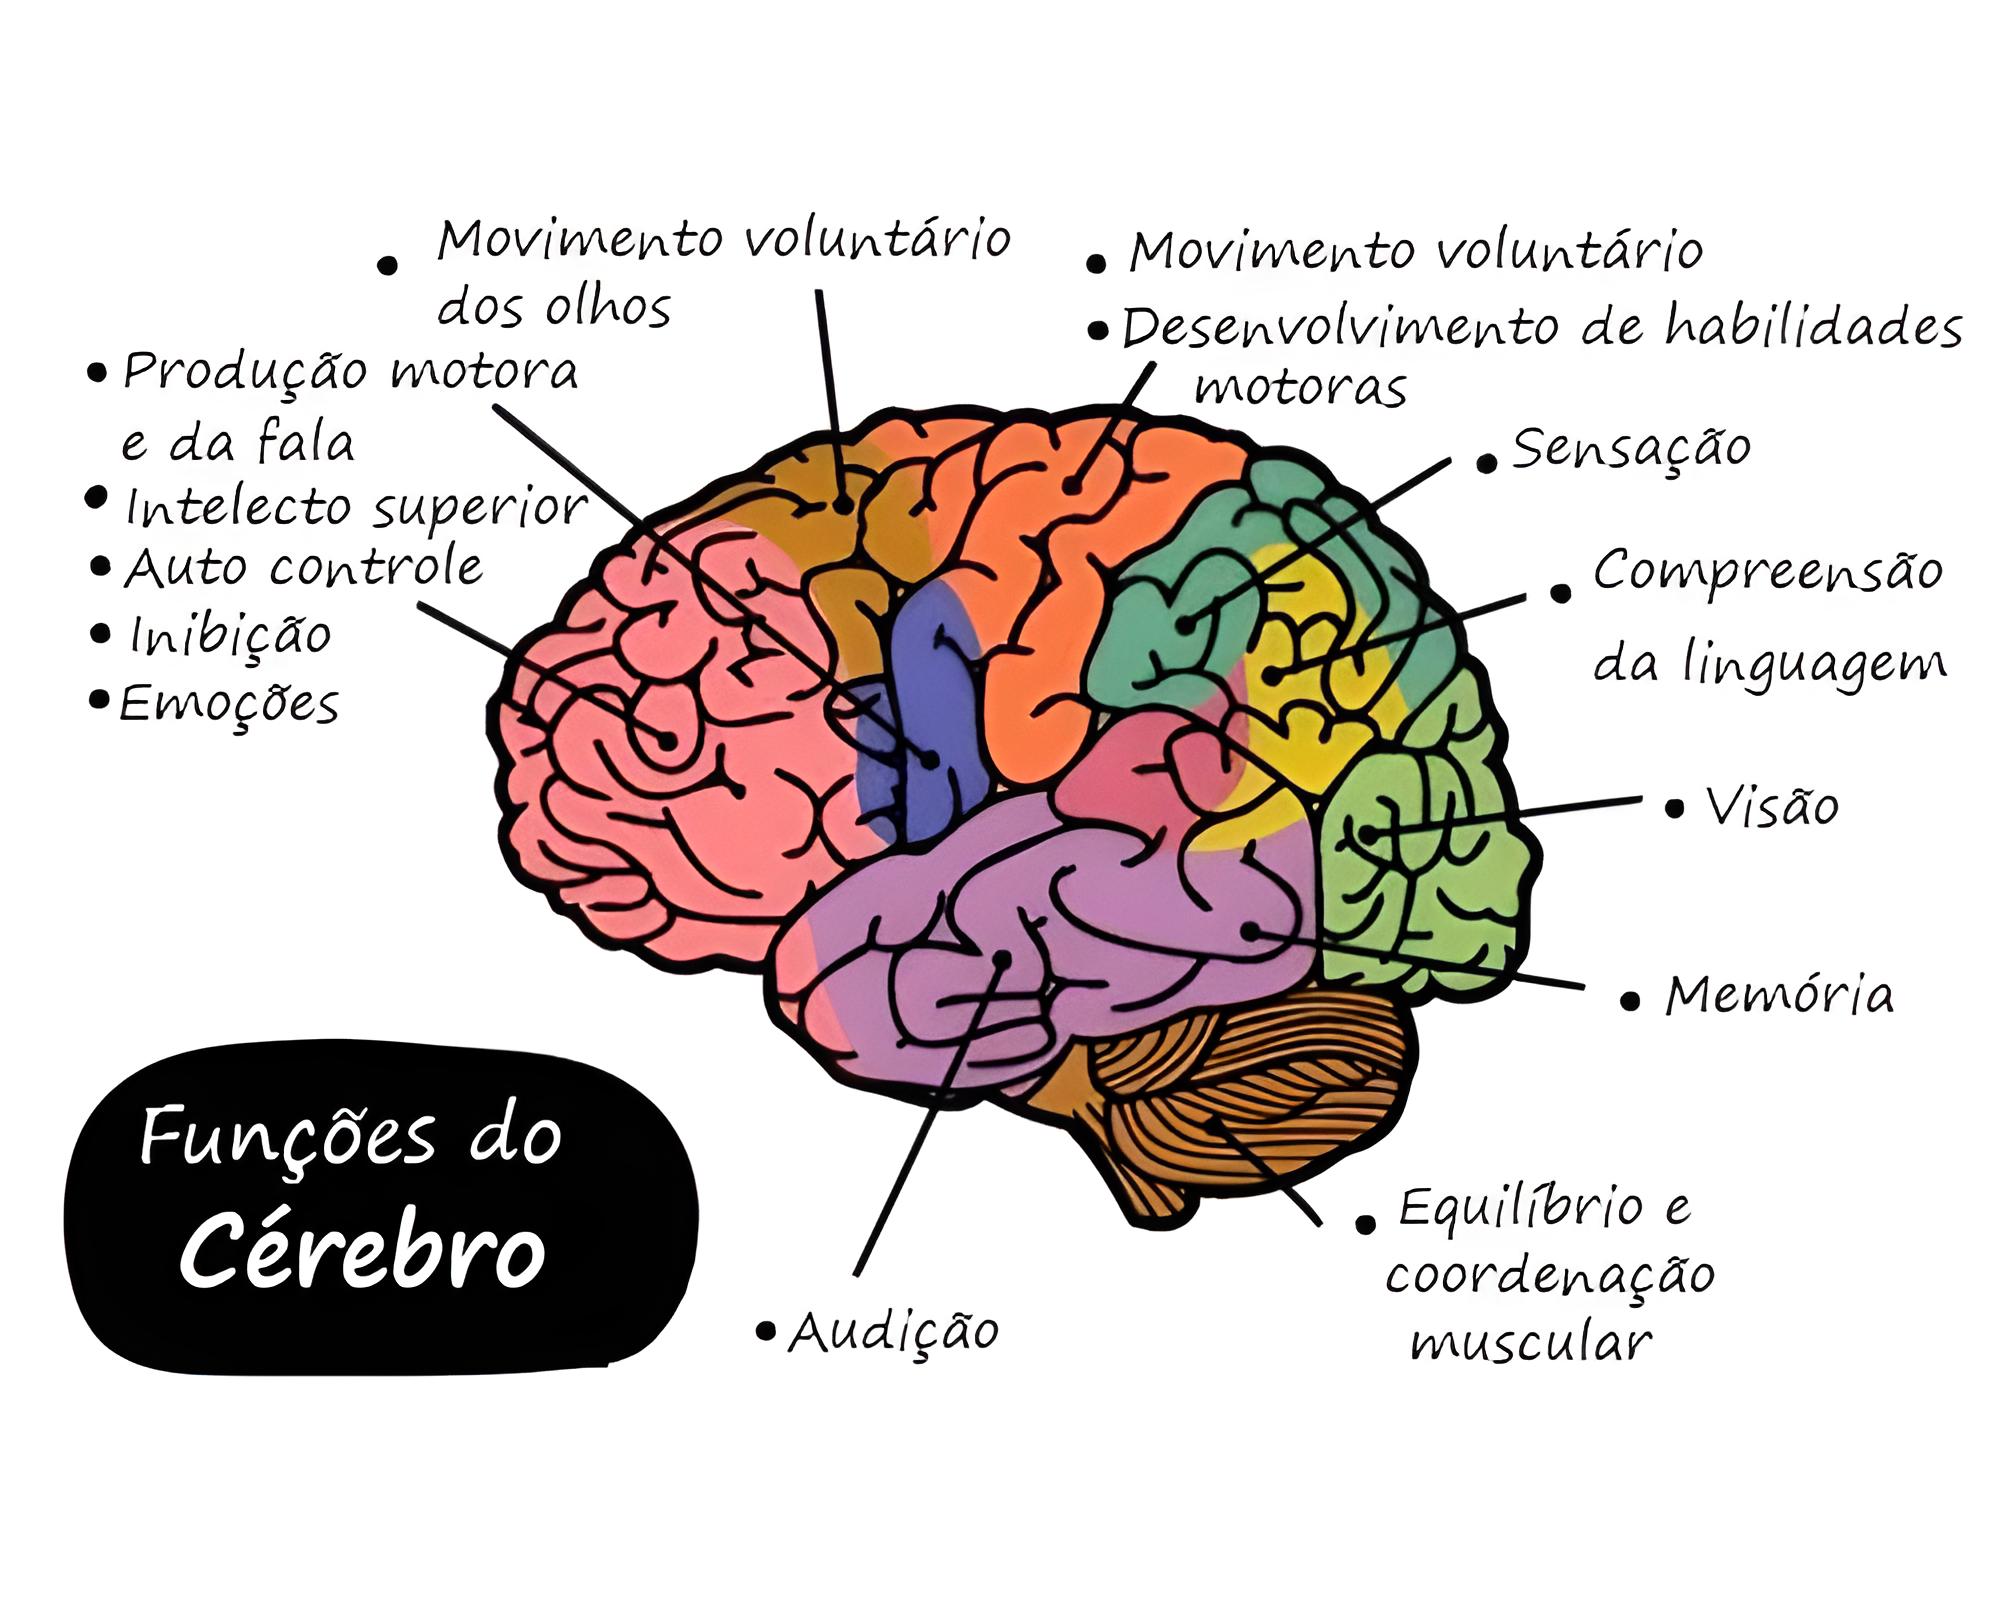 • Movimento voluntário
dos olhos
• Movimento voluntário
• Desenvolvimento de habilidades
motoras
• Produção motora
e da fala
• Intelecto superior
• Auto controle
• Inibição
• Emoções
• Sensação
• Compreensão
da linguagem
• Visão
• Memória
• Equilíbrio e
coordenação
muscular
• Audição
Funções do
Cérebro